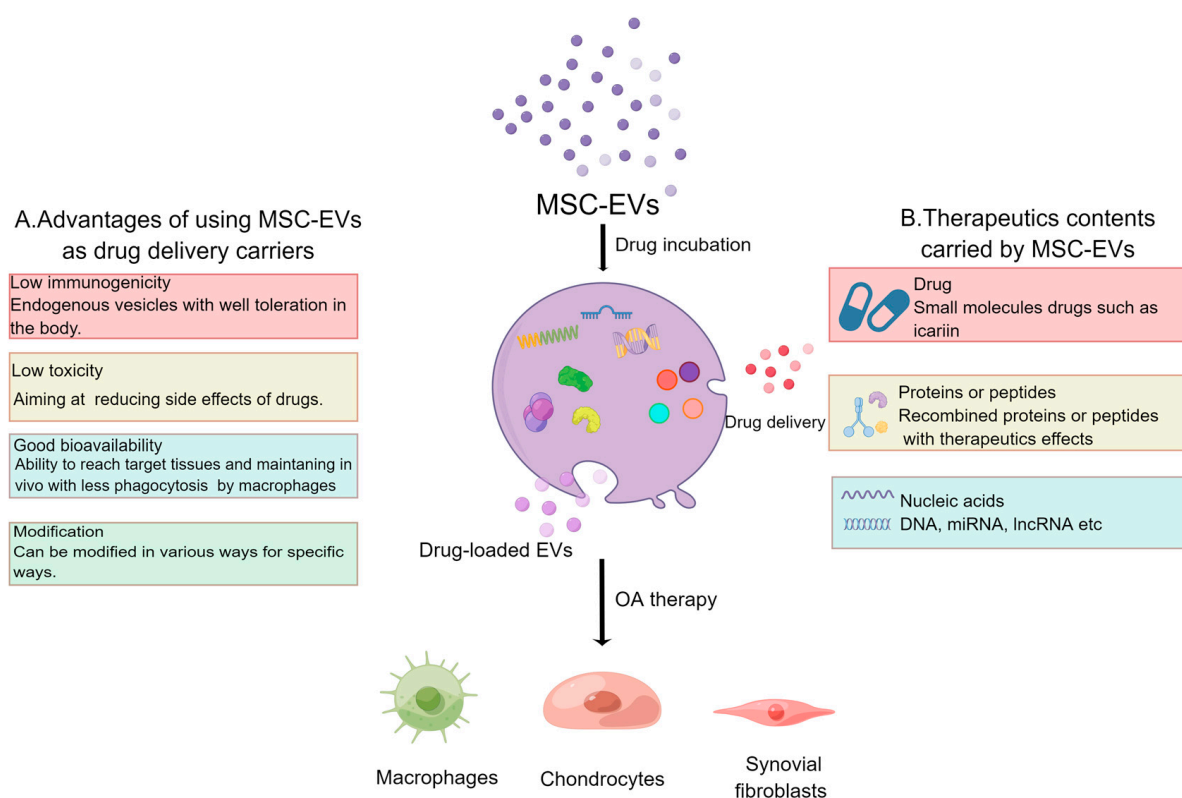 MSC-EVs
Drug incubation
A.Advantages of using MSC-EVs
as drug delivery carriers
Low immunogenicity
Endogenous vesicles with well toleration in
the body.
Low toxicity
Aiming at reducing side effects of drugs.
Good bioavailability
Ability to reach target tissues and maintaning in
vivo with less phagocytosis by macrophages
Modification
Can be modified in various ways for specific
ways.
B.Therapeutics contents
carried by MSC-EVs
Drug
Small molecules drugs such as
icariin
Proteins or peptides
Recombined proteins or peptides
with therapeutics effects
Nucleic acids
DNA, miRNA, lncRNA etc
Drug delivery
Drug-loaded EVs
OA therapy
Macrophages
Chondrocytes
Synovial
fibroblasts